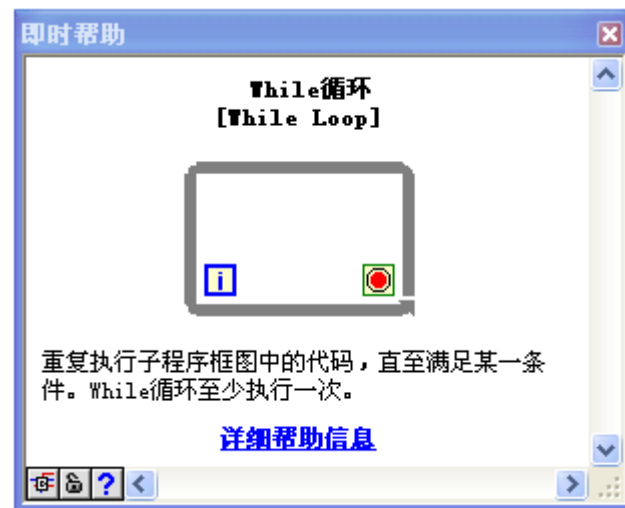 即时帮助
While循环
[While Loop]
i
重复执行子程序框图中的代码,直至满足某一条
件。While循环至少执行一次。
详细帮助信息
?